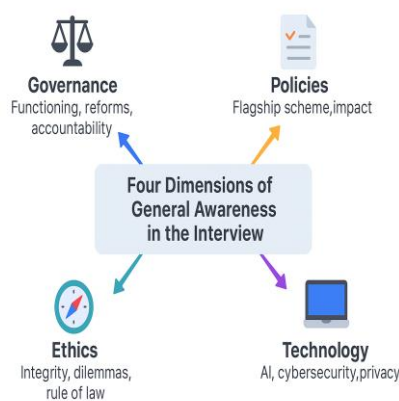 Governance
Functioning, reforms,
accountability
Policies
Flagship scheme,impact
Four Dimensions of
General Awareness
in the Interview
Ethics
Integrity, dilemmas,
rule of law
Technology
AI, cybersecurity,privacy